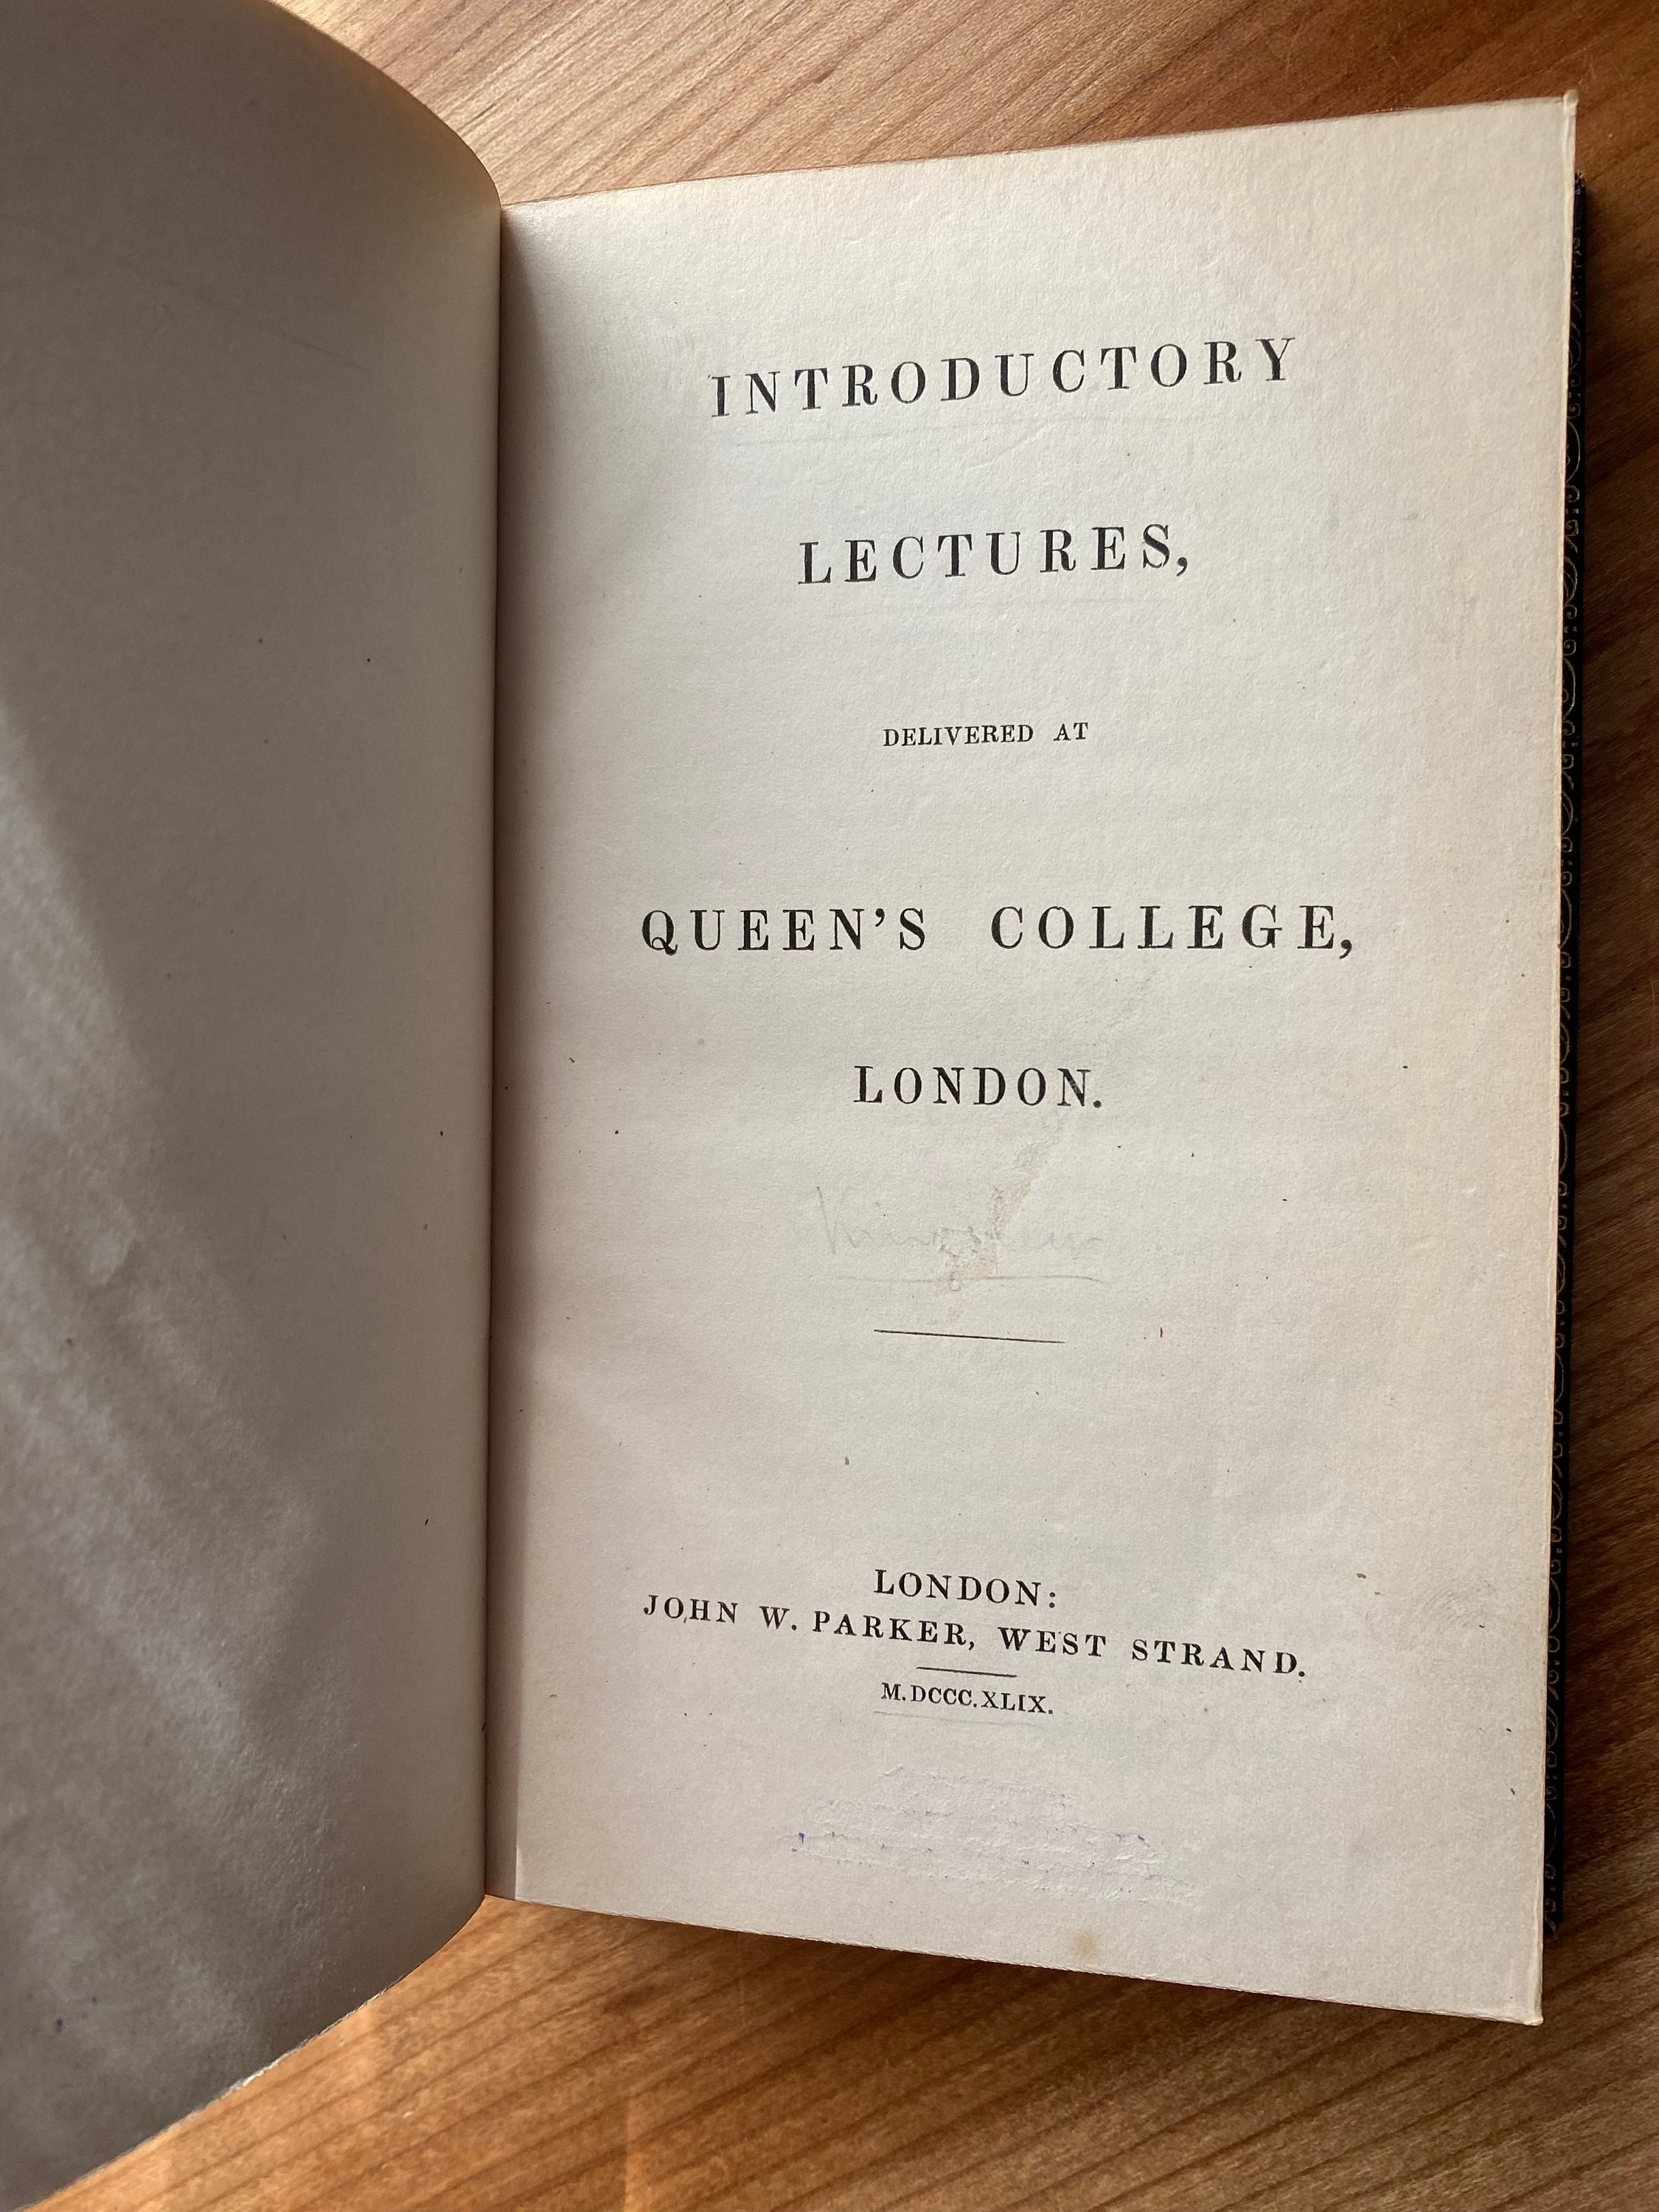 INTRODUCTORY
LECTURES,
DELIVERED AT
QUEEN'S COLLEGE,
LONDON.
LONDON:
JOHN W. PARKER, WEST STRAND.
M.DCCC.XLIX.